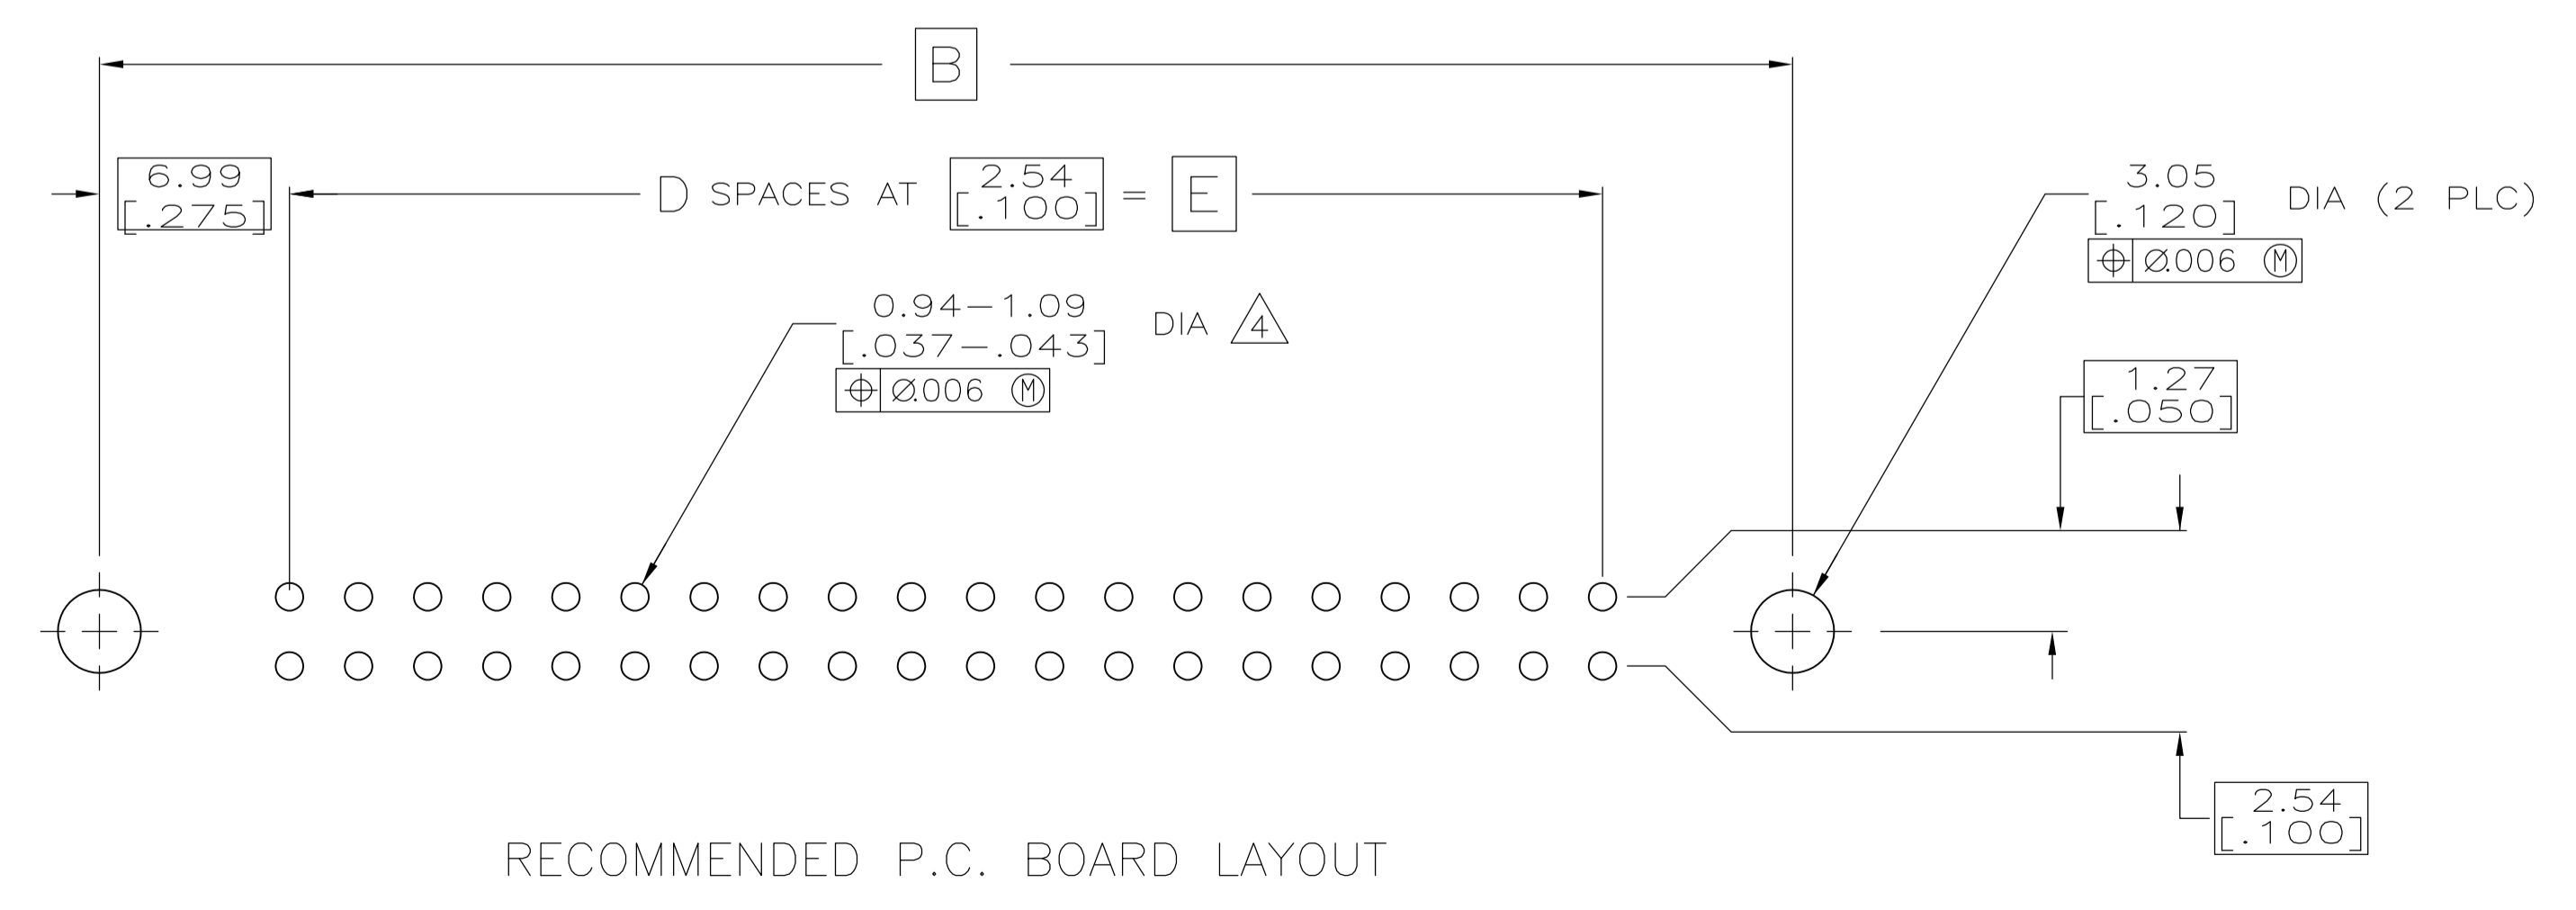 B
6.99
[.275]
D SPACES AT 2.54 = E
[.100]
3.05
[.120] DIA (2 PLC)
⌖ Ø.006 Ⓜ
0.94-1.09
[.037-.043] DIA 4
⌖ Ø.006 Ⓜ
1.27
[.050]
2.54
[.100]
RECOMMENDED P.C. BOARD LAYOUT